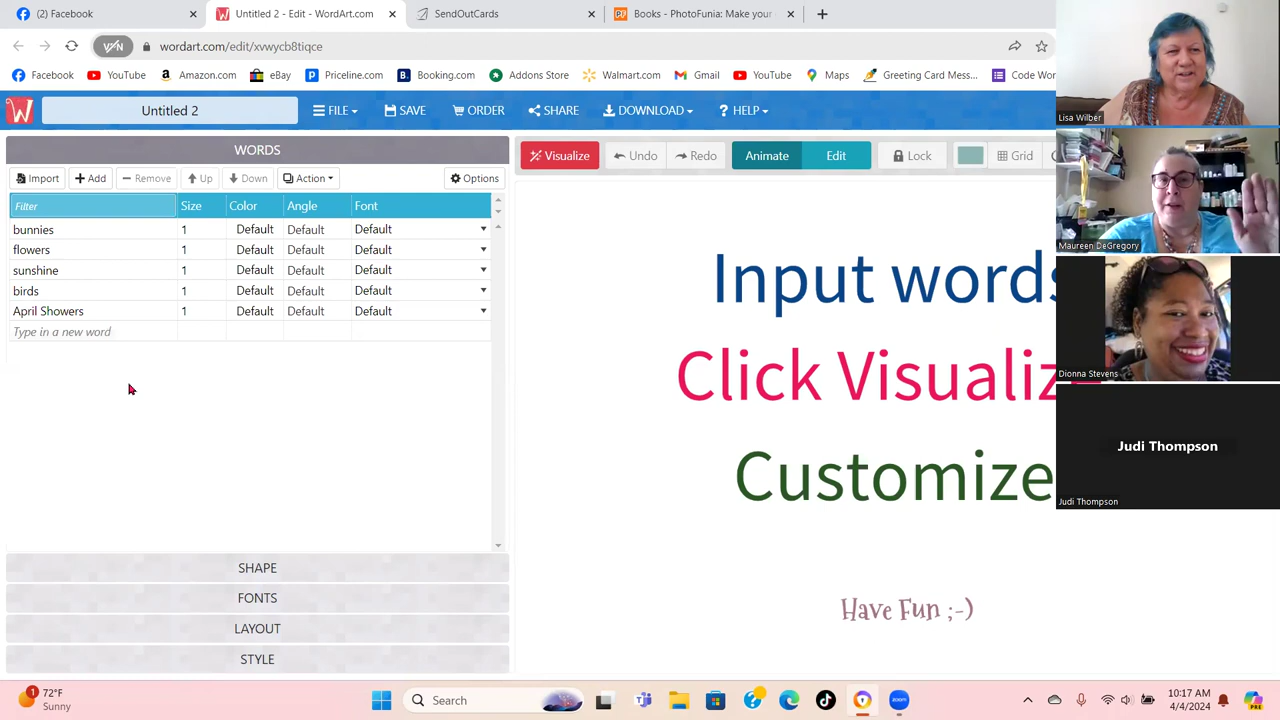 Facebook
Untitled 2 - Edit - WordArt.com
SendOutCards
Books - PhotoFunia: Make your
VPN
wordart.com/edit/xvwycb8tiqce
Facebook
YouTube
Amazon.com
eBay
Priceline.com
Booking.com
Addons Store
Walmart.com
Gmail
YouTube
Maps
Greeting Card Mess...
Code Wor
Untitled 2
FILE
SAVE
ORDER
SHARE
DOWNLOAD
HELP
WORDS
Import
Add
Remove
Up
Down
Action
Options
Filter Size Color Angle Font
bunnies 1 Default Default Default
flowers 1 Default Default Default
sunshine 1 Default Default Default
birds 1 Default Default Default
April Showers 1 Default Default Default
Type in a new word
SHAPE
FONTS
LAYOUT
STYLE
Visualize
Undo
Redo
Animate
Edit
Lock
Grid
Input words
Click Visualiz
Customize
Have Fun ;-)
Lisa Wilber
Maureen DeGregory
Dionna Stevens
Judi Thompson
Judi Thompson
1
72°F
Sunny
Search
zoom
10:17 AM
4/4/2024
PRE